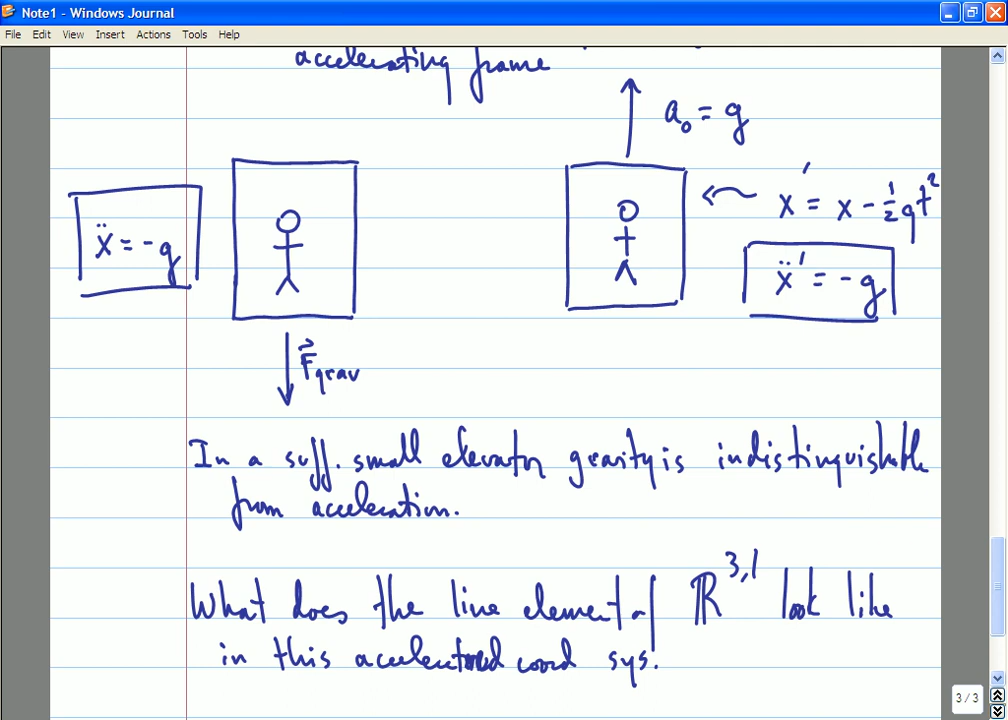 Note1 - Windows Journal
File Edit View Insert Actions Tools Help
accelerating frame
a₀ = g
x' = x - ½gt²
ẍ = -g
ẍ' = -g
F⃗grav
In a suff. small elevator gravity is indistinguishable
from acceleration.
What does the line element of ℝ³,¹ look like
in this accelerated coord sys.
3/3